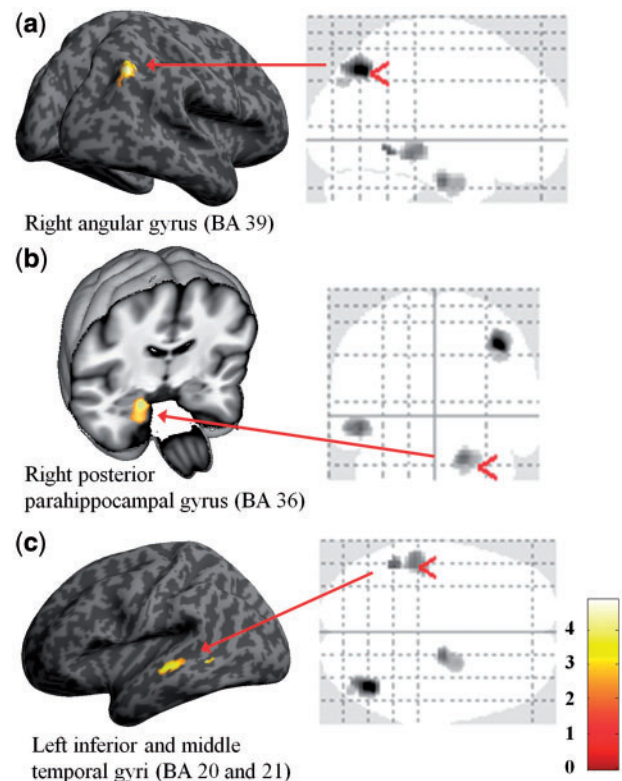 (a)
Right angular gyrus (BA 39)
(b)
Right posterior
parahippocampal gyrus (BA 36)
(c)
Left inferior and middle
temporal gyri (BA 20 and 21)
4
3
2
1
0